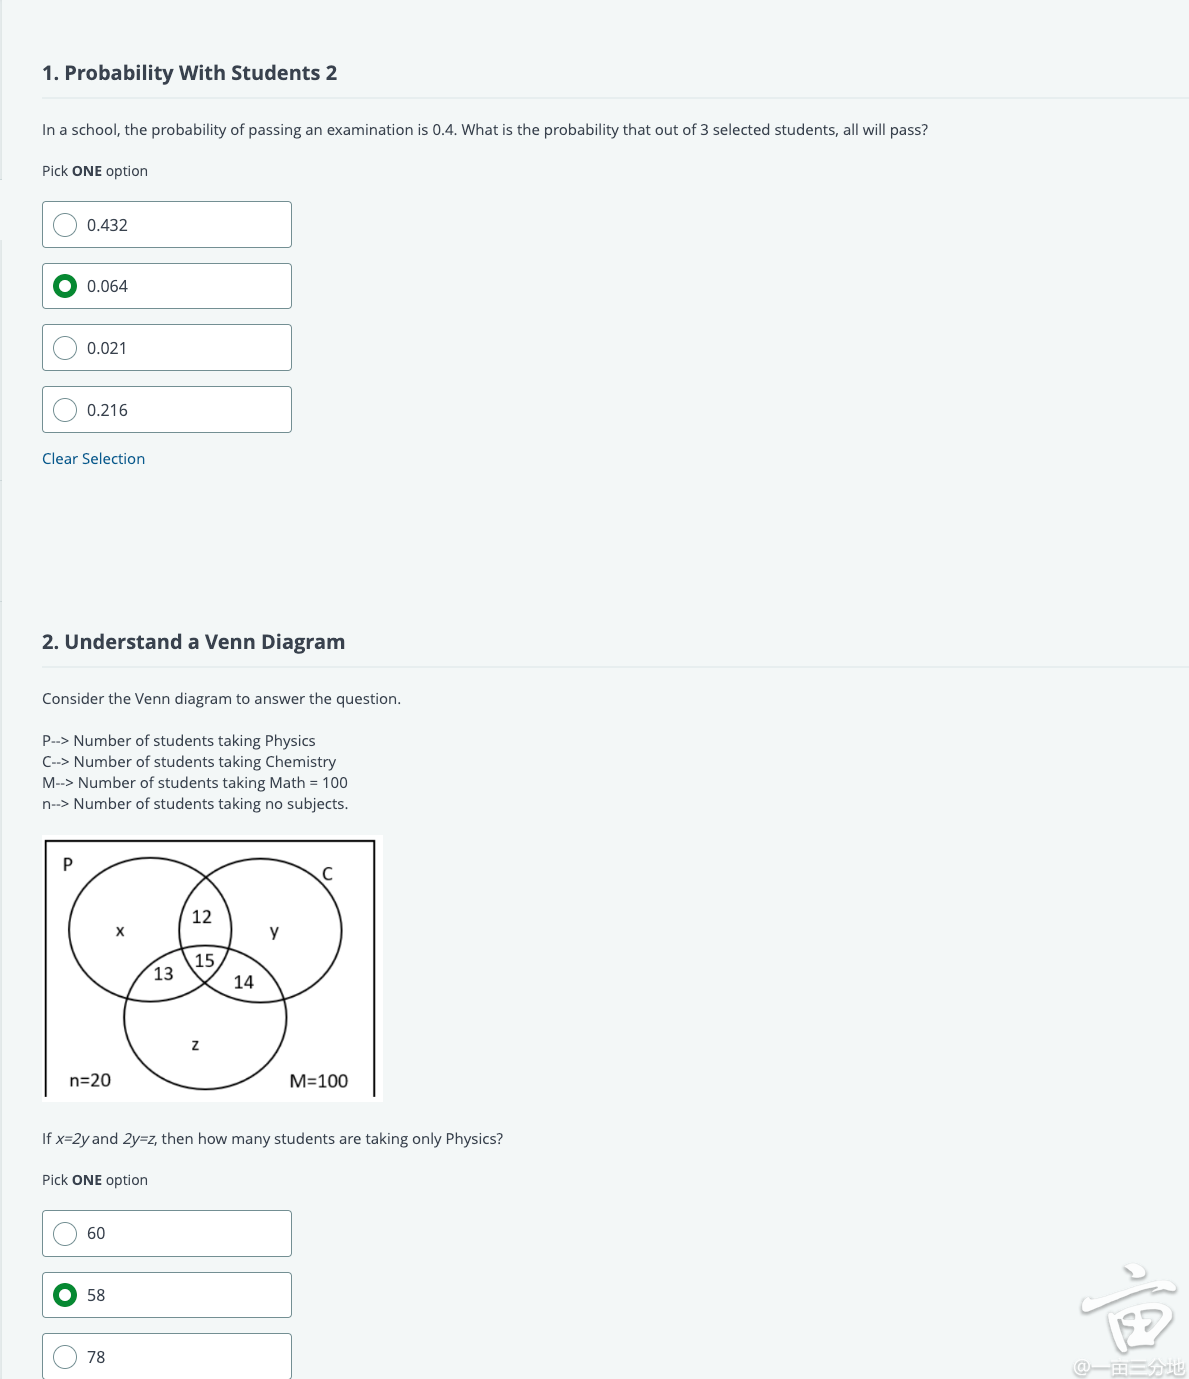 1. Probability With Students 2
In a school, the probability of passing an examination is 0.4. What is the probability that out of 3 selected students, all will pass?
Pick ONE option
0.432
0.064
0.021
0.216
Clear Selection
2. Understand a Venn Diagram
Consider the Venn diagram to answer the question.
P--> Number of students taking Physics
C--> Number of students taking Chemistry
M--> Number of students taking Math = 100
n--> Number of students taking no subjects.
P
C
12
x
y
15
13
14
z
n=20
M=100
If x=2y and 2y=z, then how many students are taking only Physics?
Pick ONE option
60
58
78
亩
@一亩三分地